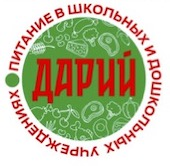 ПИТАНИЕ В ШКОЛЬНЫХ И ДОШКОЛЬНЫХ УЧРЕЖДЕНИЯХ
ДАРИЙ